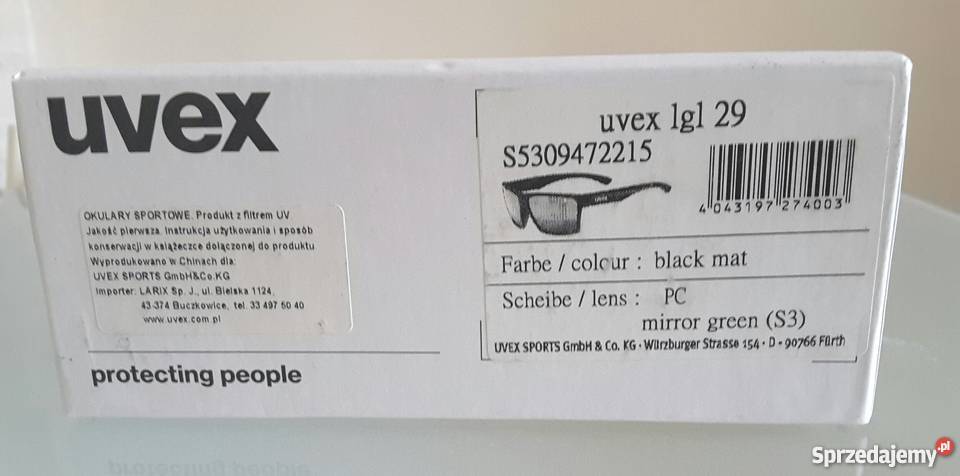 uvex
OKULARY SPORTOWE. Produkt z filtrem UV
Jakość pierwsza. Instrukcja użytkowania i sposób
konserwacji w książeczce dołączonej do produktu
Wyprodukowano w Chinach dla:
UVEX SPORTS GmbH&Co.KG
Importer: LARIX Sp. J., ul. Bielska 1124,
43-374 Buczkowice, tel. 33 497 50 40
www.uvex.com.pl
protecting people
uvex lgl 29
S5309472215
4 043197 274003
Farbe / colour : black mat
Scheibe / lens : PC
mirror green (S3)
UVEX SPORTS GmbH & Co. KG · Würzburger Strasse 154 · D - 90766 Fürth
Sprzedajemy.pl